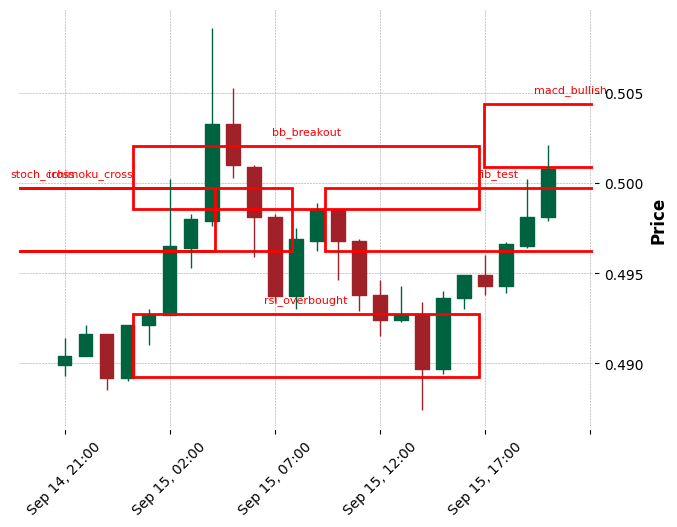 macd_bullish
0.505
bb_breakout
stoch_cross
ichimoku_cross
fib_test
0.500
Price
0.495
rsi_overbought
0.490
Sep 14, 21:00
Sep 15, 02:00
Sep 15, 07:00
Sep 15, 12:00
Sep 15, 17:00